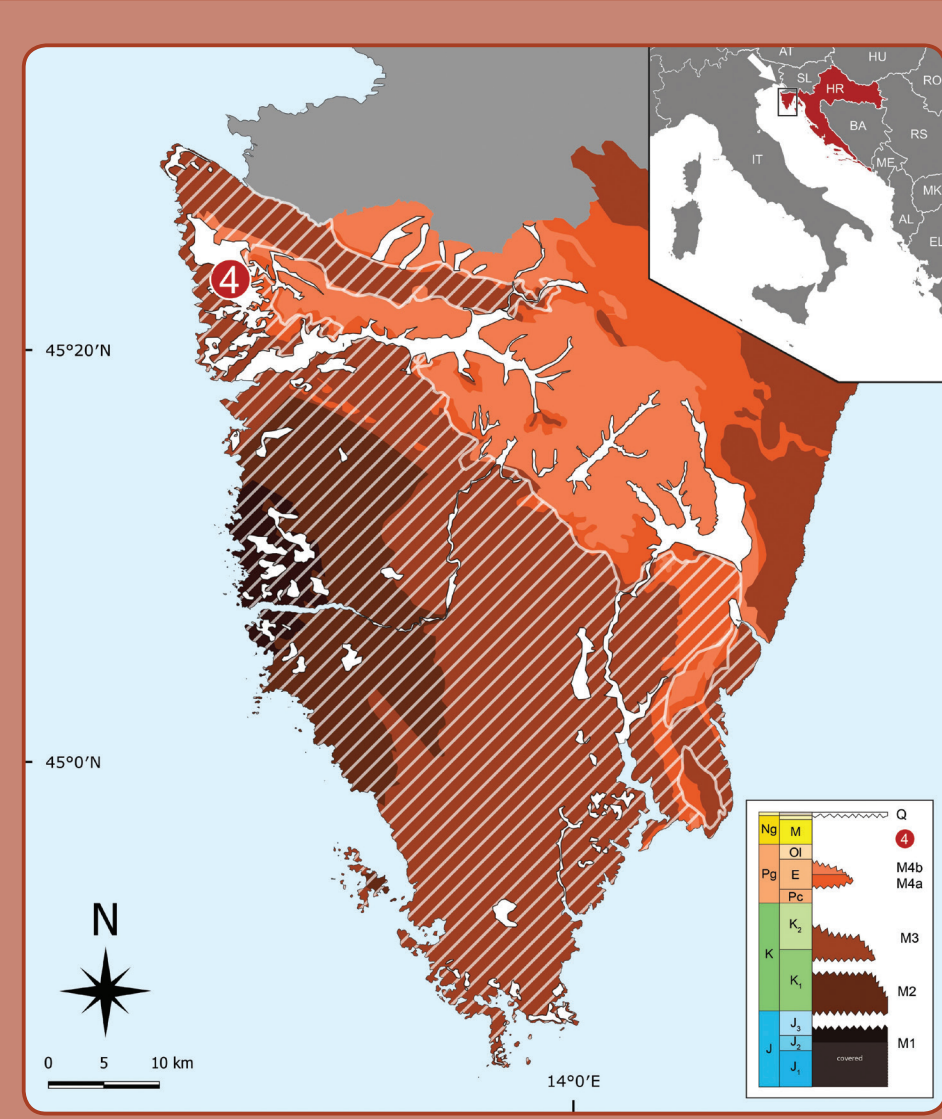 AT
HU
SL
RO
HR
BA
RS
IT
ME
MK
AL
EL
4
45°20'N
45°0'N
N
0 5 10 km
14°0'E
Q
Ng M
4
Ol
Pg E M4b
M4a
Pc
K₂
M3
K
K₁
M2
J₃
J J₂ M1
covered
J₁